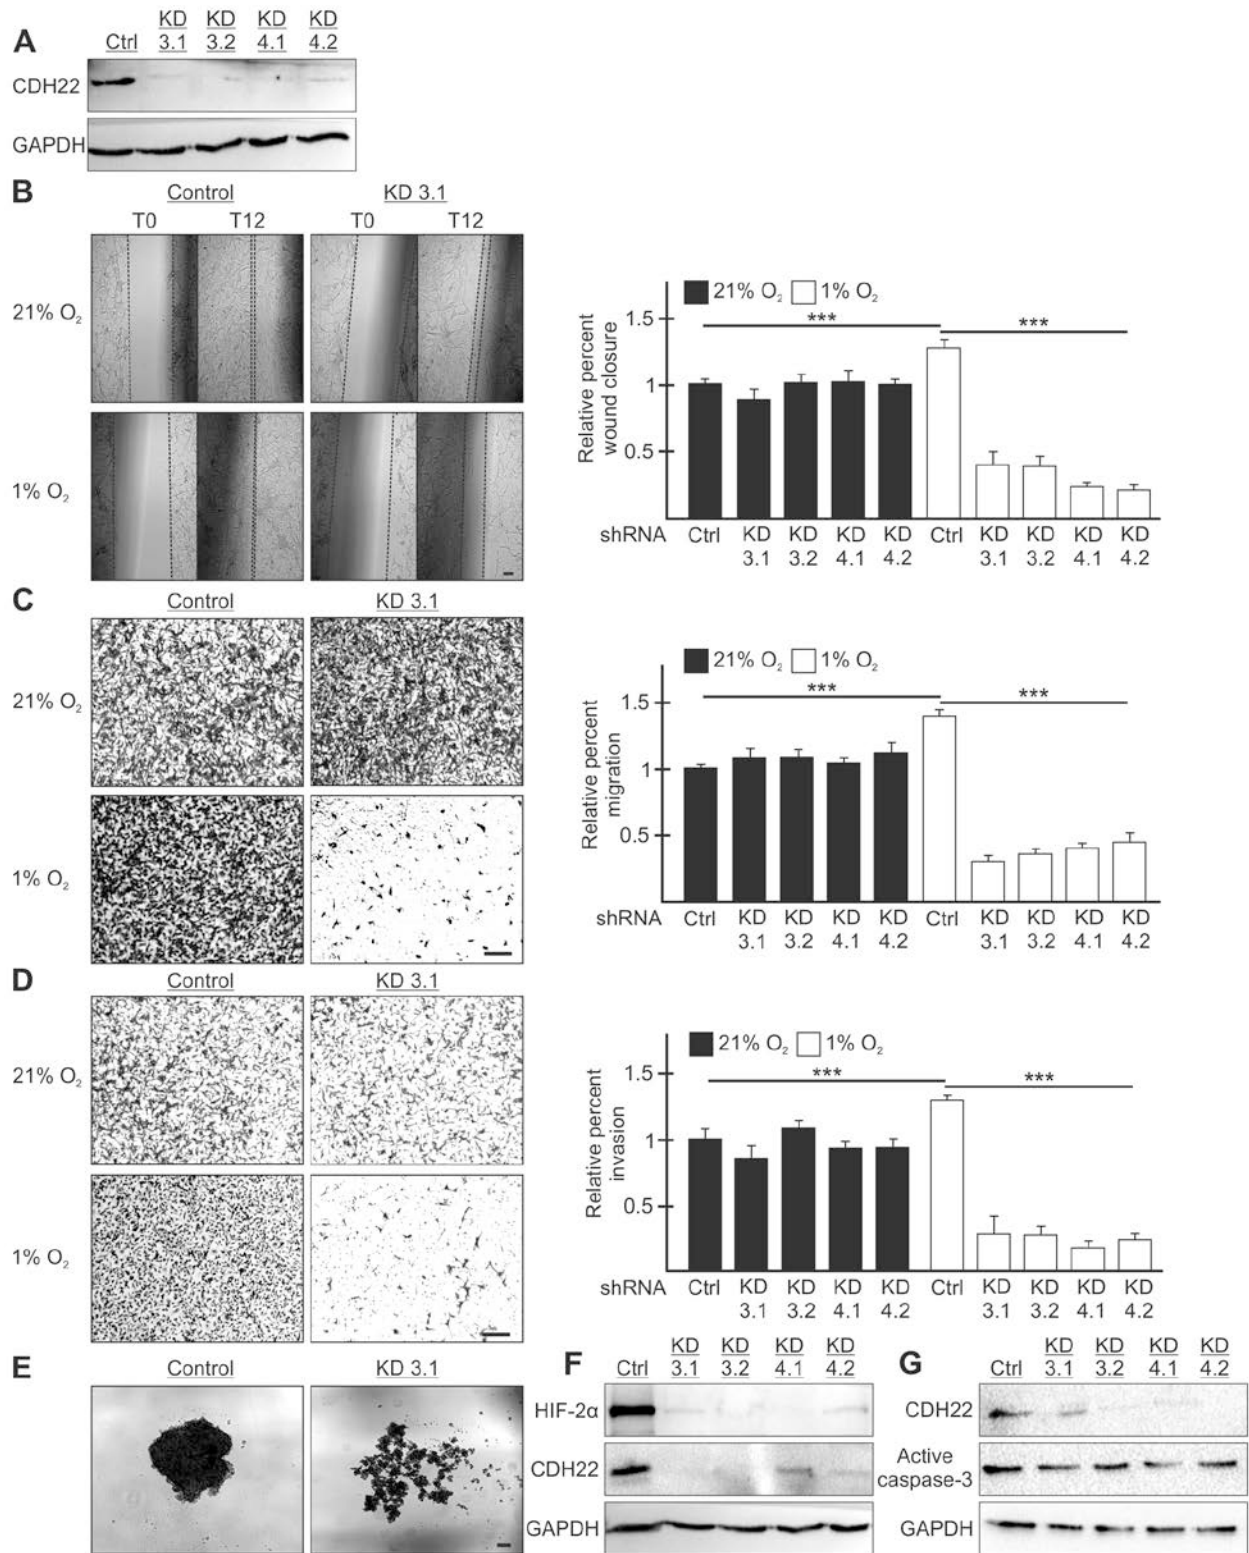 A
Ctrl
KD 3.1
KD 3.2
KD 4.1
KD 4.2
CDH22
GAPDH
B
Control
KD 3.1
T0 T12 T0 T12
21% O₂
1% O₂
21% O₂ 1% O₂
Relative percent
wound closure
1.5
1
0.5
***
***
shRNA
Ctrl
KD 3.1
KD 3.2
KD 4.1
KD 4.2
Ctrl
KD 3.1
KD 3.2
KD 4.1
KD 4.2
C
Control
KD 3.1
21% O₂
1% O₂
21% O₂ 1% O₂
Relative percent
migration
1.5
1
0.5
***
***
shRNA
Ctrl
KD 3.1
KD 3.2
KD 4.1
KD 4.2
Ctrl
KD 3.1
KD 3.2
KD 4.1
KD 4.2
D
Control
KD 3.1
21% O₂
1% O₂
21% O₂ 1% O₂
Relative percent
invasion
1.5
1
0.5
***
***
shRNA
Ctrl
KD 3.1
KD 3.2
KD 4.1
KD 4.2
Ctrl
KD 3.1
KD 3.2
KD 4.1
KD 4.2
E
Control
KD 3.1
F
Ctrl
KD 3.1
KD 3.2
KD 4.1
KD 4.2
HIF-2α
CDH22
GAPDH
G
Ctrl
KD 3.1
KD 3.2
KD 4.1
KD 4.2
CDH22
Active
caspase-3
GAPDH